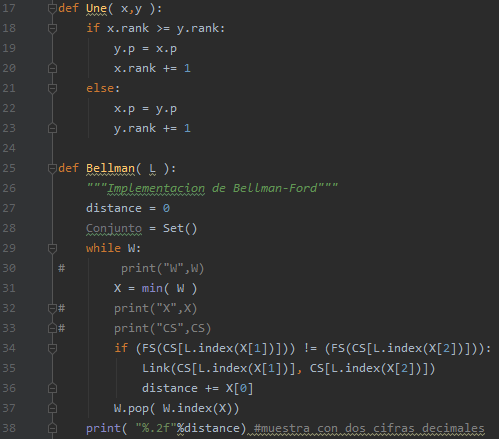 17 def Une( x,y ):
18     if x.rank >= y.rank:
19         y.p = x.p
20         x.rank += 1
21     else:
22         x.p = y.p
23         y.rank += 1
24
25 def Bellman( L ):
26     """Implementacion de Bellman-Ford"""
27     distance = 0
28     Conjunto = Set()
29     while W:
30 #        print("W",W)
31         X = min( W )
32 #       print("X",X)
33 #       print("CS",CS)
34         if (FS(CS[L.index(X[1])])) != (FS(CS[L.index(X[2])])):
35             Link(CS[L.index(X[1])], CS[L.index(X[2])])
36             distance += X[0]
37         W.pop( W.index(X))
38     print( "%.2f"%distance) #muestra con dos cifras decimales